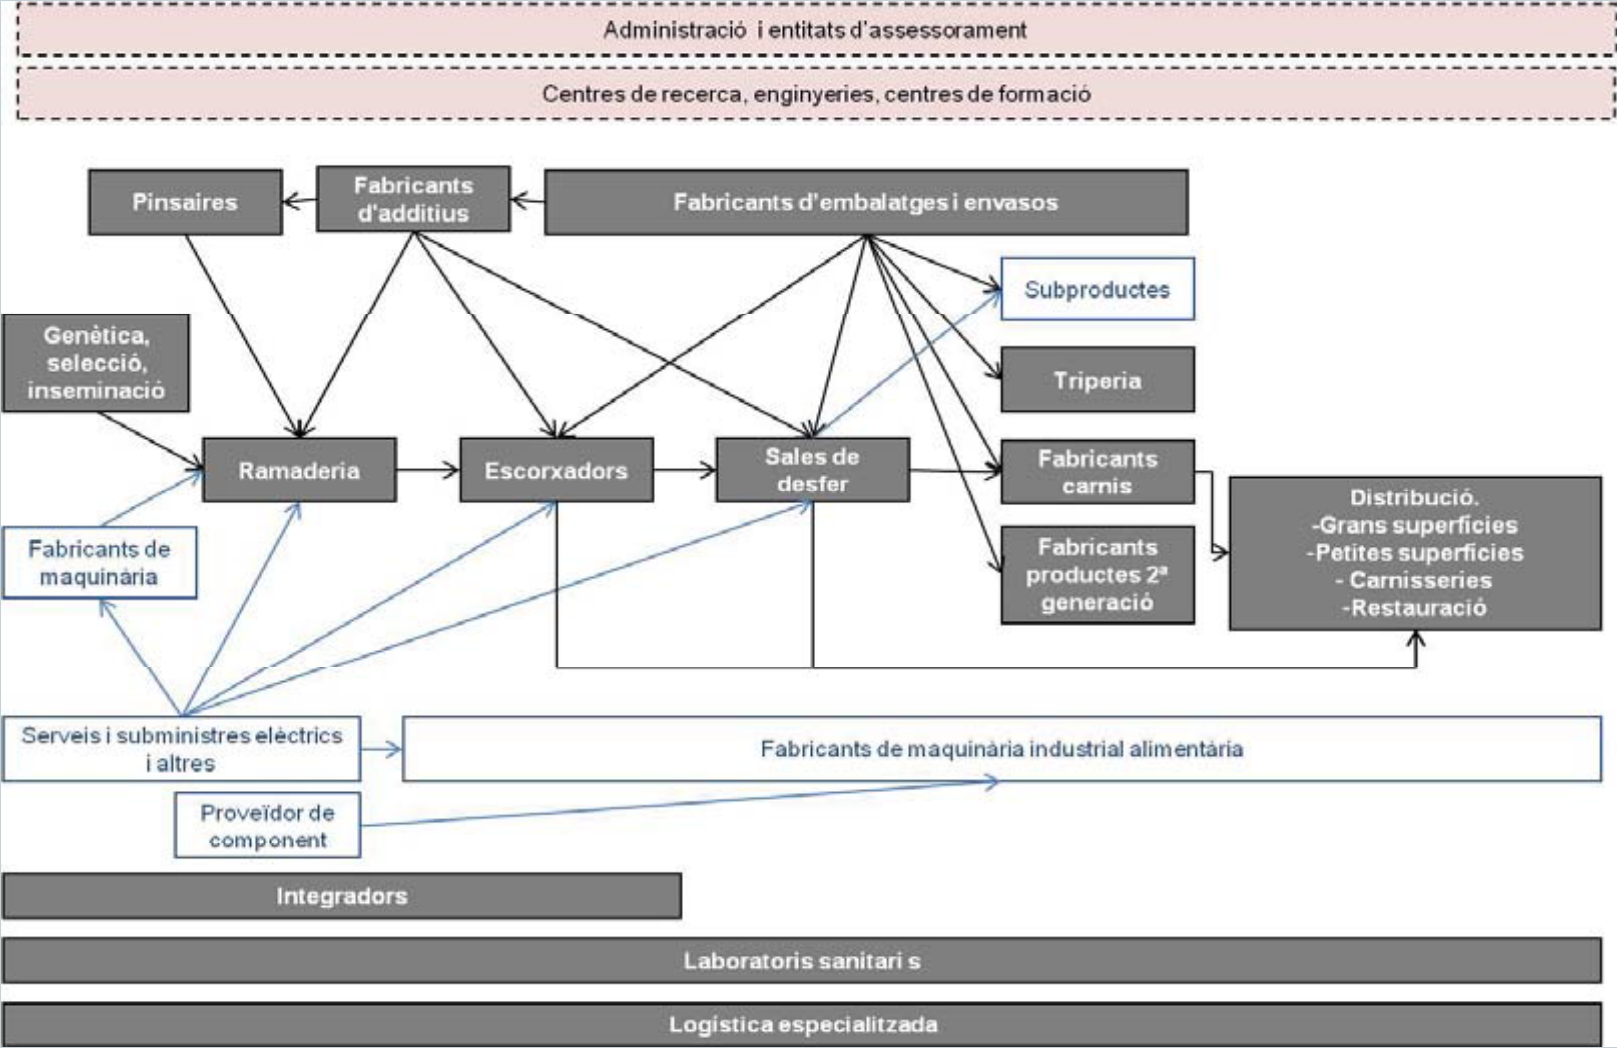 Administració i entitats d'assessorament
Centres de recerca, enginyeries, centres de formació
Pinsaires
Fabricants
d'additius
Fabricants d'embalatges i envasos
Subproductes
Genètica,
selecció,
inseminació
Triperia
Ramaderia
Escorxadors
Sales de
desfer
Fabricants
carnis
Distribució.
-Grans superfícies
-Petites superfícies
- Carnisseries
-Restauració
Fabricants de
maquinària
Fabricants
productes 2ª
generació
Serveis i subministres elèctrics
i altres
Fabricants de maquinària industrial alimentària
Proveïdor de
component
Integradors
Laboratoris sanitari s
Logística especialitzada